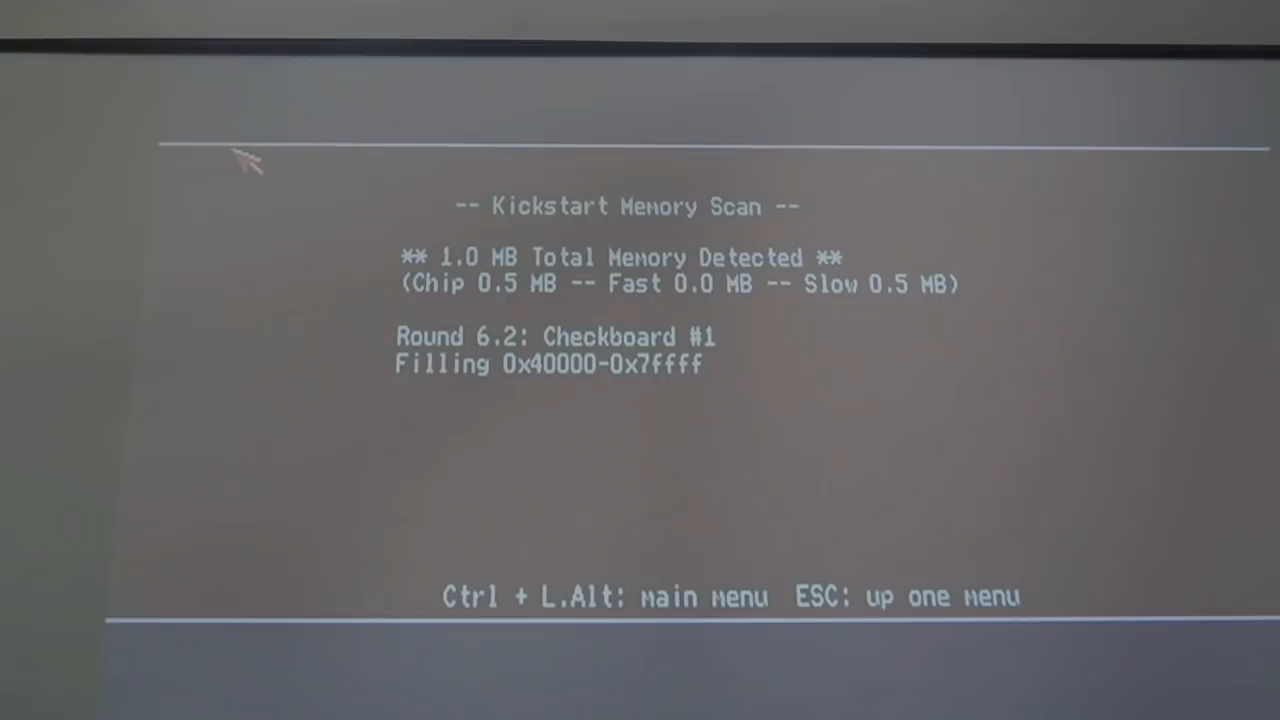 -- Kickstart Memory Scan --
** 1.0 MB Total Memory Detected **
(Chip 0.5 MB -- Fast 0.0 MB -- Slow 0.5 MB)
Round 6.2: Checkboard #1
Filling 0x40000-0x7ffff
Ctrl + L.Alt: main menu  ESC: up one menu